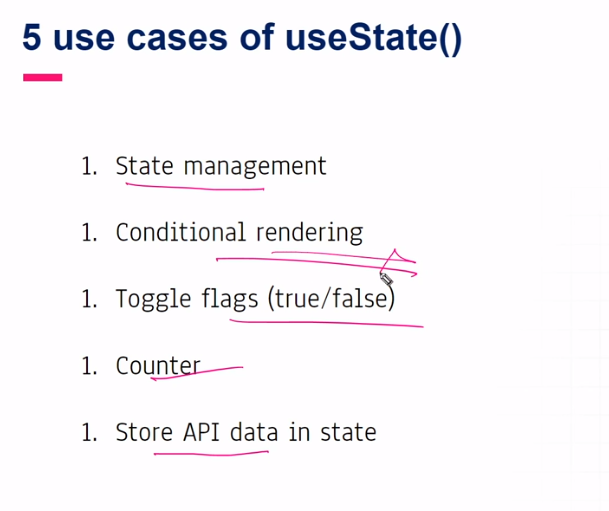 5 use cases of useState()
1. State management
1. Conditional rendering
1. Toggle flags (true/false)
1. Counter
1. Store API data in state